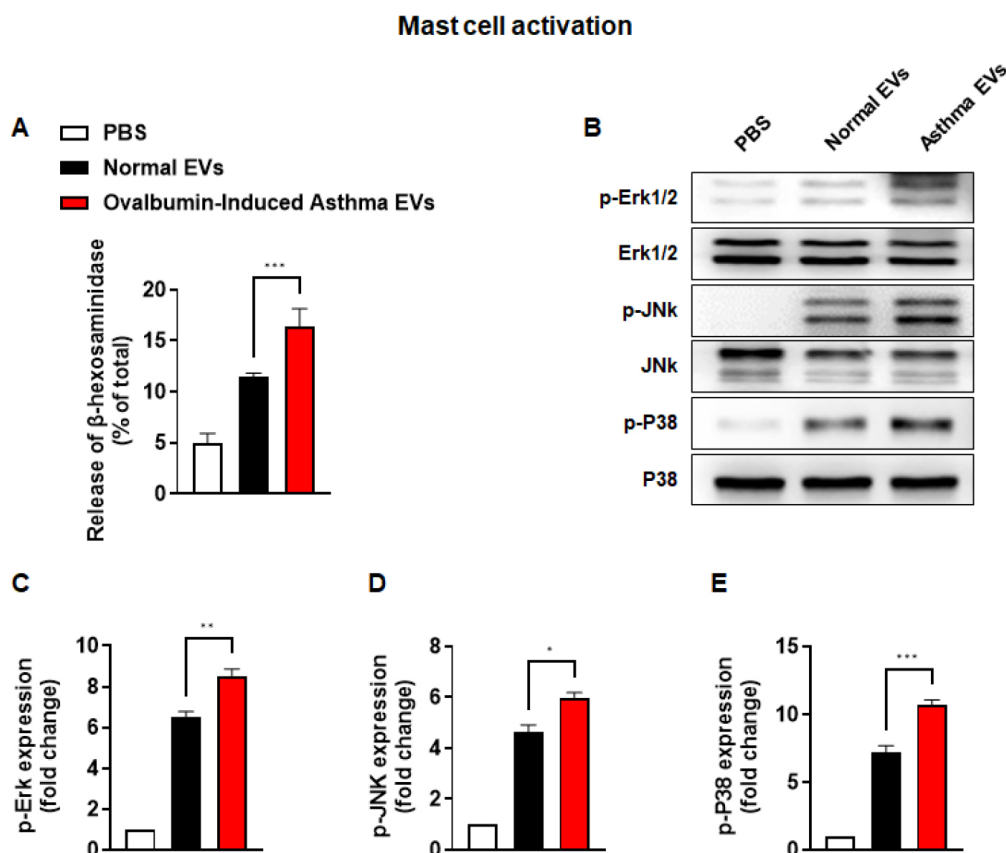 Mast cell activation
A
PBS
Normal EVs
Ovalbumin-Induced Asthma EVs
Release of β-hexosaminidase
(% of total)
20
15
10
5
0
***
B
PBS
Normal EVs
Asthma EVs
p-Erk1/2
Erk1/2
p-JNk
JNk
p-P38
P38
C
p-Erk expression
(fold change)
10
8
6
4
2
0
**
D
p-JNK expression
(fold change)
8
6
4
2
0
*
E
p-P38 expression
(fold change)
15
10
5
0
***